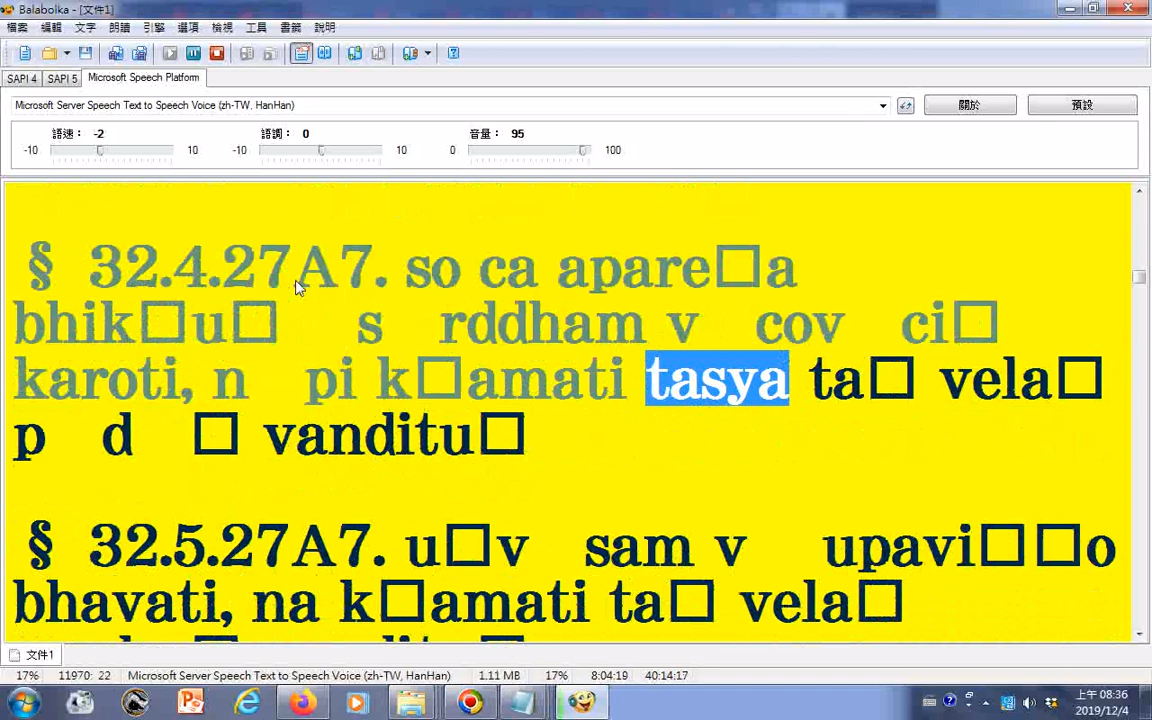 Balabolka - [文件1]
檔案 編輯 文字 朗讀 引擎 選項 檢視 工具 書籤 說明
SAPI 4 SAPI 5 Microsoft Speech Platform
Microsoft Server Speech Text to Speech Voice (zh-TW, HanHan) 關於 預設
語速： -2 語調： 0 音量： 95
-10 10 -10 10 0 100
§ 32.4.27A7. so ca apare□a
bhik□u□ s rddham v cov ci□
karoti, n pi k□amati tasya ta□ vela□
p d □ vanditu□
§ 32.5.27A7. u□v sam v upavi□□o
bhavati, na k□amati ta□ vela□
文件1
17% 11970: 22 Microsoft Server Speech Text to Speech Voice (zh-TW, HanHan) 1.11 MB 17% 8:04:19 40:14:17
上午 08:36
2019/12/4